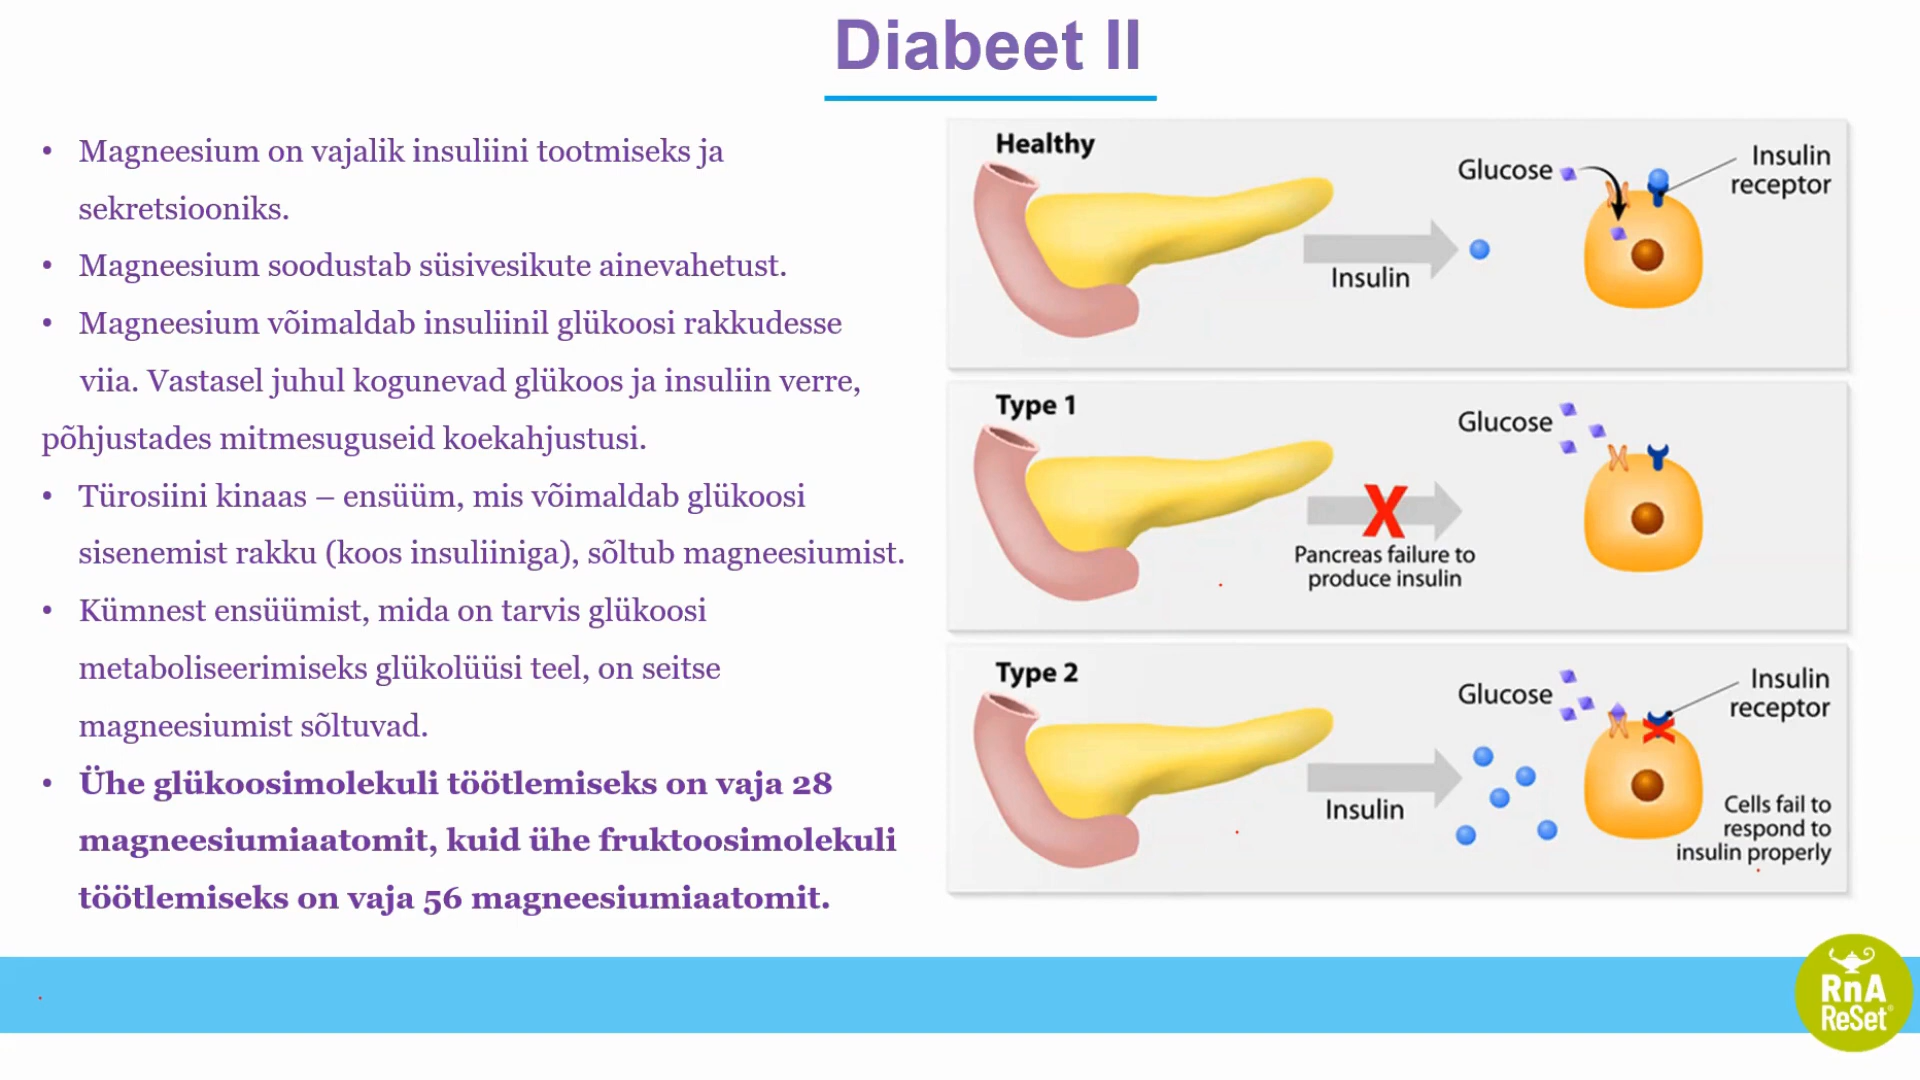 Diabeet II
• Magneesium on vajalik insuliini tootmiseks ja
sekretsiooniks.
• Magneesium soodustab süsivesikute ainevahetust.
• Magneesium võimaldab insuliinil glükoosi rakkudesse
viia. Vastasel juhul kogunevad glükoos ja insuliin verre,
põhjustades mitmesuguseid koekahjustusi.
• Türosiini kinaas – ensüüm, mis võimaldab glükoosi
sisenemist rakku (koos insuliiniga), sõltub magneesiumist.
• Kümnest ensüümist, mida on tarvis glükoosi
metaboliseerimiseks glükolüüsi teel, on seitse
magneesiumist sõltuvad.
• Ühe glükoosimolekuli töötlemiseks on vaja 28
magneesiumiaatomit, kuid ühe fruktoosimolekuli
töötlemiseks on vaja 56 magneesiumiaatomit.
Healthy
Glucose
Insulin
receptor
Insulin
Type 1
Glucose
Pancreas failure to
produce insulin
Type 2
Glucose
Insulin
receptor
Insulin
Cells fail to
respond to
insulin properly
RnA
ReSet®